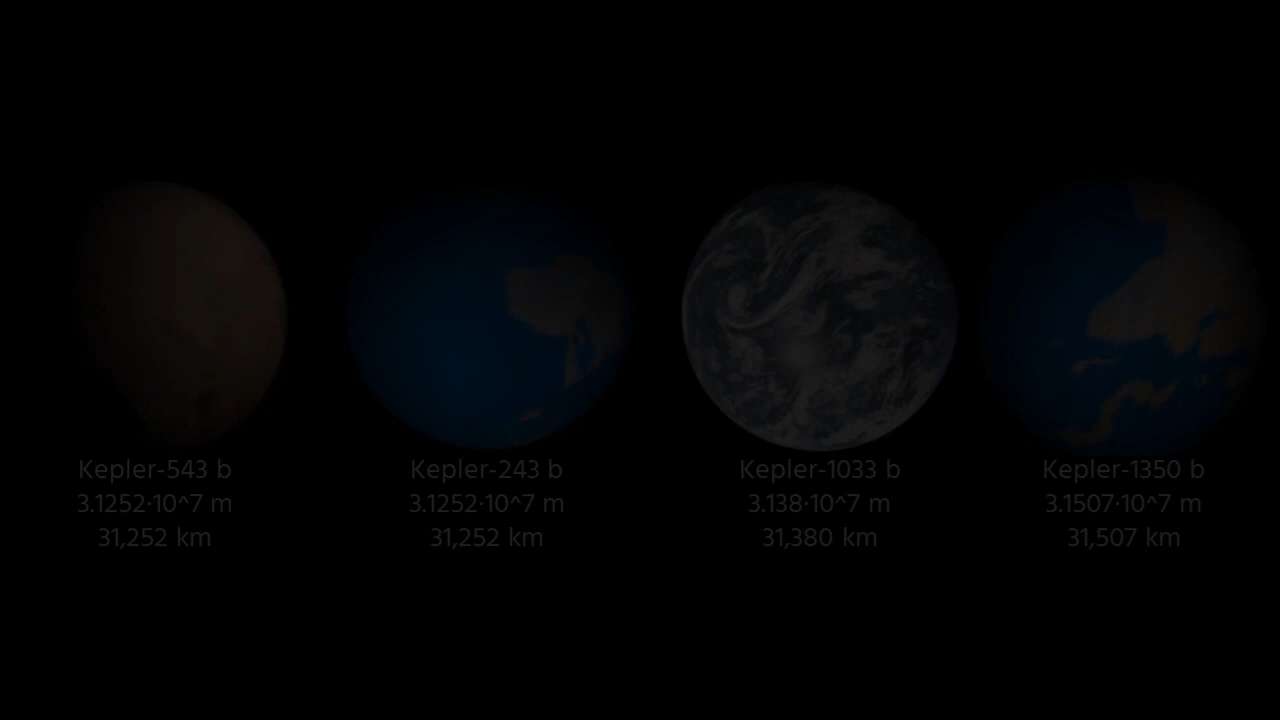 Kepler-543 b
3.1252·10^7 m
31,252 km
Kepler-243 b
3.1252·10^7 m
31,252 km
Kepler-1033 b
3.138·10^7 m
31,380 km
Kepler-1350 b
3.1507·10^7 m
31,507 km